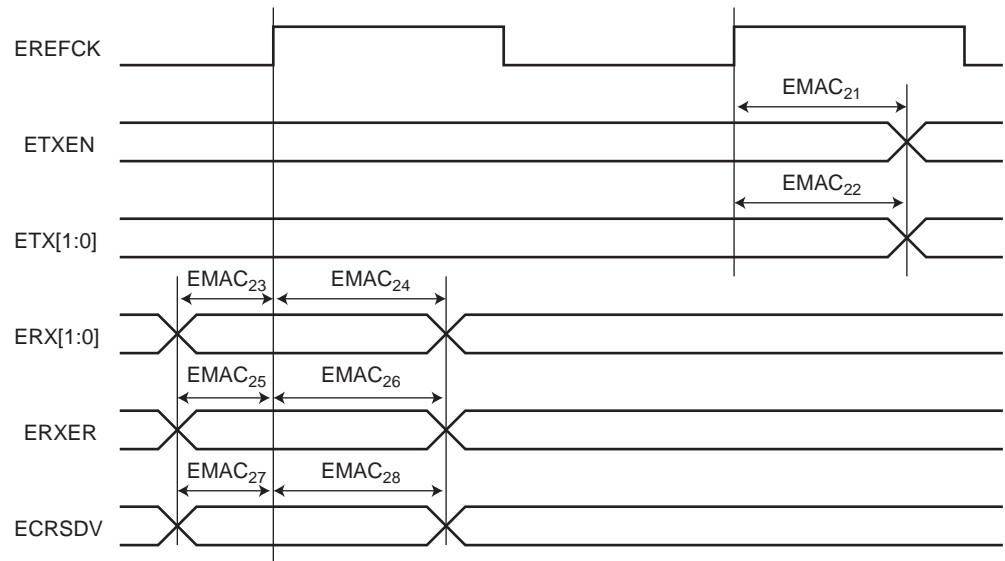 EREFCK
EMAC21
ETXEN
EMAC22
ETX[1:0]
EMAC23 EMAC24
ERX[1:0]
EMAC25 EMAC26
ERXER
EMAC27 EMAC28
ECRSDV